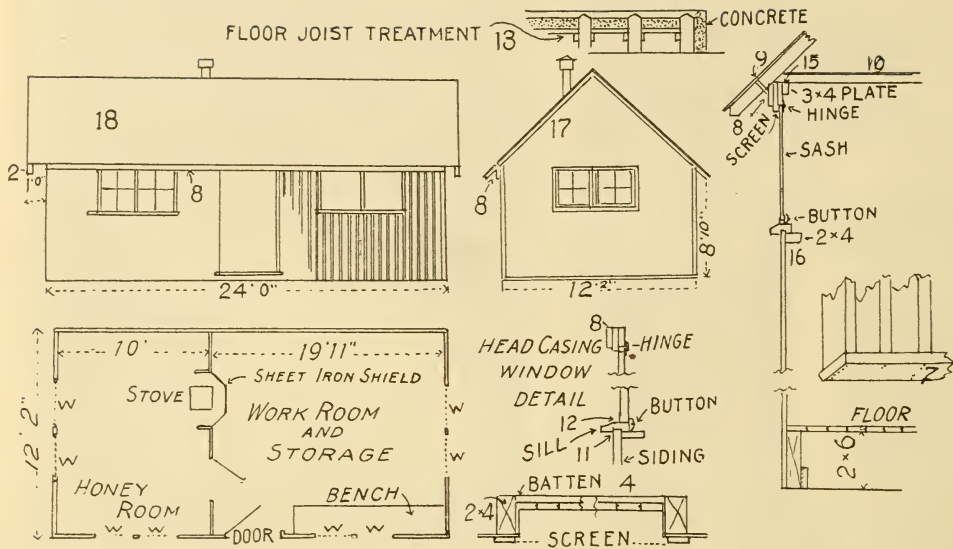 FLOOR JOIST TREATMENT 13
CONCRETE
18
2
1'0"
8
24'0"
17
8
8'10"
12'2"
9
15
10
3×4 PLATE
HINGE
8
SCREEN
SASH
BUTTON
2×4
16
7
FLOOR
2×6
10'
19'11"
SHEET IRON SHIELD
STOVE
WORK ROOM
AND
STORAGE
W
W
W
W
12'2"
HONEY
ROOM
BENCH
W W
DOOR
W W
8
HEAD CASING
HINGE
WINDOW
DETAIL
12
BUTTON
SILL
11
SIDING
BATTEN 4
2×4
SCREEN